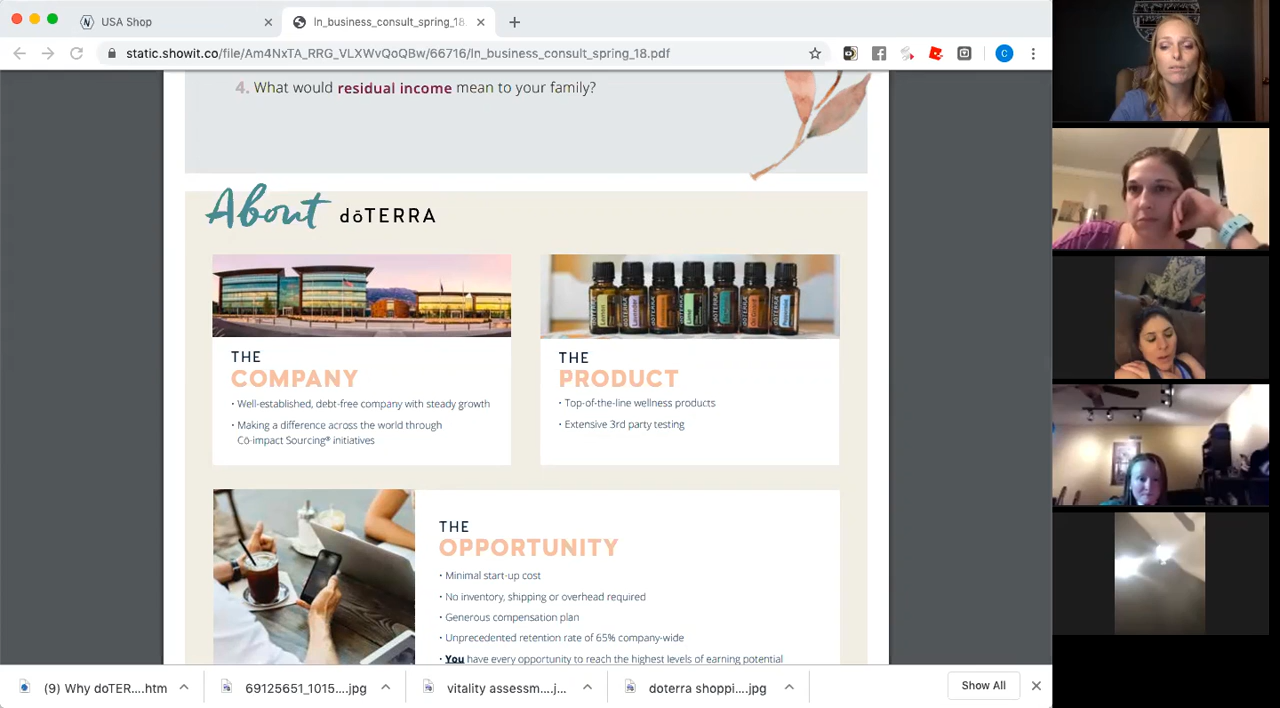 USA Shop
In_business_consult_spring_18.
static.showit.co/file/Am4NxTA_RRG_VLXWvQoQBw/66716/In_business_consult_spring_18.pdf
C
4. What would residual income mean to your family?
About dōTERRA
THE
COMPANY
• Well-established, debt-free company with steady growth
• Making a difference across the world through
Cō-impact Sourcing® initiatives
THE
PRODUCT
• Top-of-the-line wellness products
• Extensive 3rd party testing
THE
OPPORTUNITY
• Minimal start-up cost
• No inventory, shipping or overhead required
• Generous compensation plan
• Unprecedented retention rate of 65% company-wide
• You have every opportunity to reach the highest levels of earning potential
(9) Why doTER....htm
69125651_1015....jpg
vitality assessm....j...
doterra shoppi....jpg
Show All